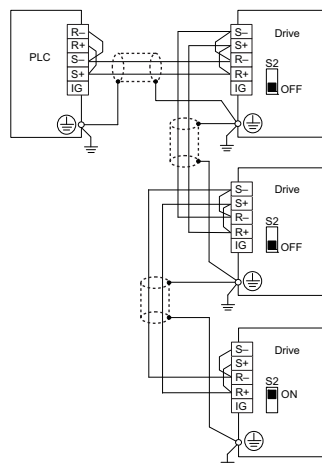 PLC
R–
R+
S–
S+
IG
S–
S+
R–
R+
IG
Drive
S2
OFF
S–
S+
R–
R+
IG
Drive
S2
OFF
S–
S+
R–
R+
IG
Drive
S2
ON